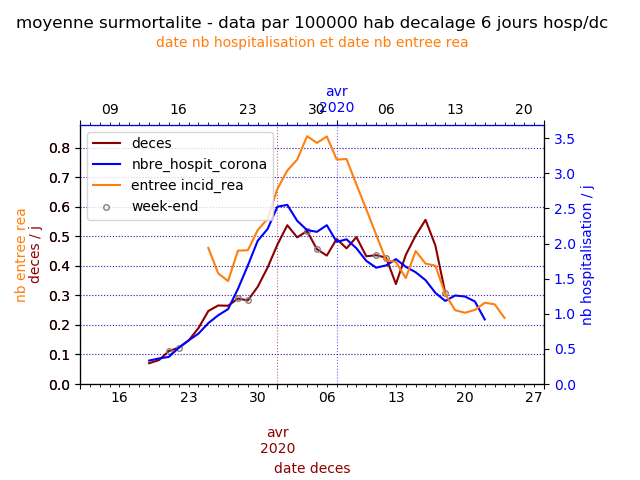 moyenne surmortalite - data par 100000 hab decalage 6 jours hosp/dc
date nb hospitalisation et date nb entree rea
avr
2020
09 16 23 30 06 13 20
deces
nbre_hospit_corona
entree incid_rea
week-end
0.8
0.7
0.6
0.5
0.4
0.3
0.2
0.1
0.0
nb entree rea
deces / j
3.5
3.0
2.5
2.0
1.5
1.0
0.5
0.0
nb hospitalisation / j
16 23 30 06 13 20 27
avr
2020
date deces